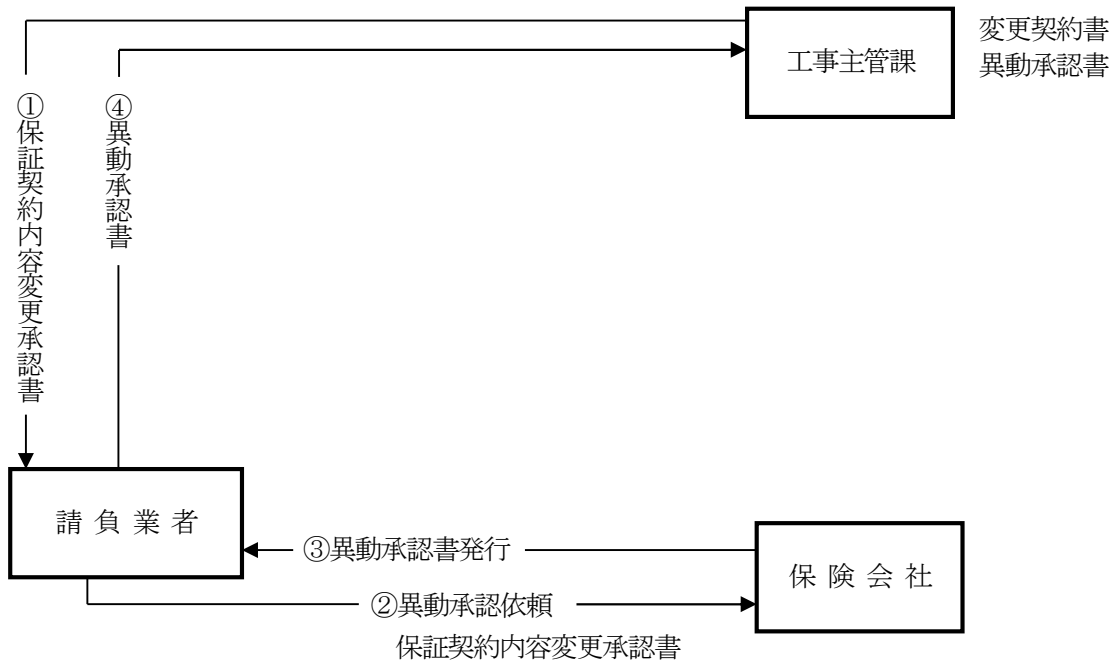 変更契約書
異動承認書
工事主管課
①保証契約内容変更承認書
④異動承認書
請負業者
③異動承認書発行
保険会社
②異動承認依頼
保証契約内容変更承認書